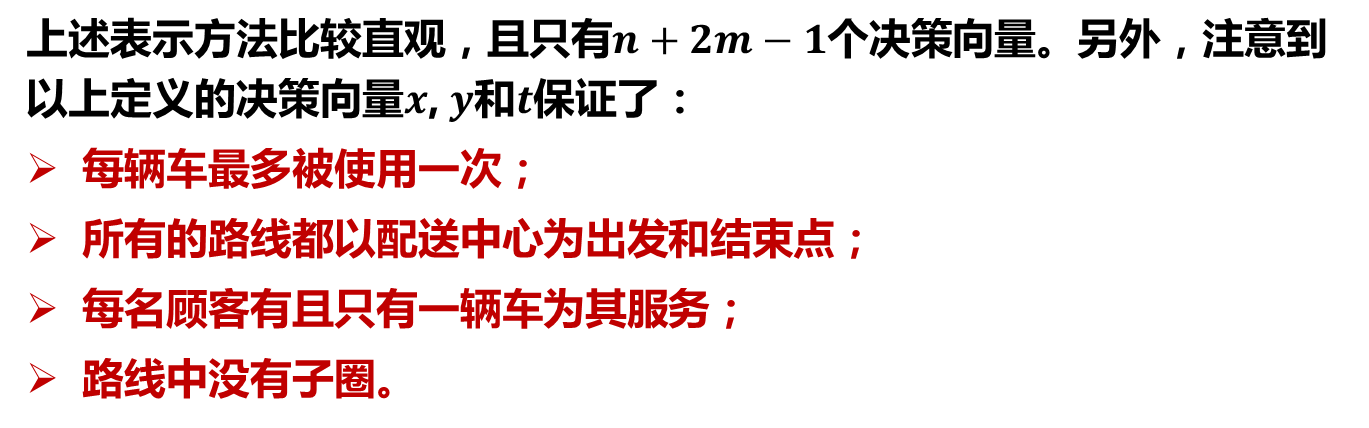 上述表示方法比较直观，且只有n + 2m − 1个决策向量。另外，注意到
以上定义的决策向量x, y和t保证了：
➢ 每辆车最多被使用一次；
➢ 所有的路线都以配送中心为出发和结束点；
➢ 每名顾客有且只有一辆车为其服务；
➢ 路线中没有子圈。